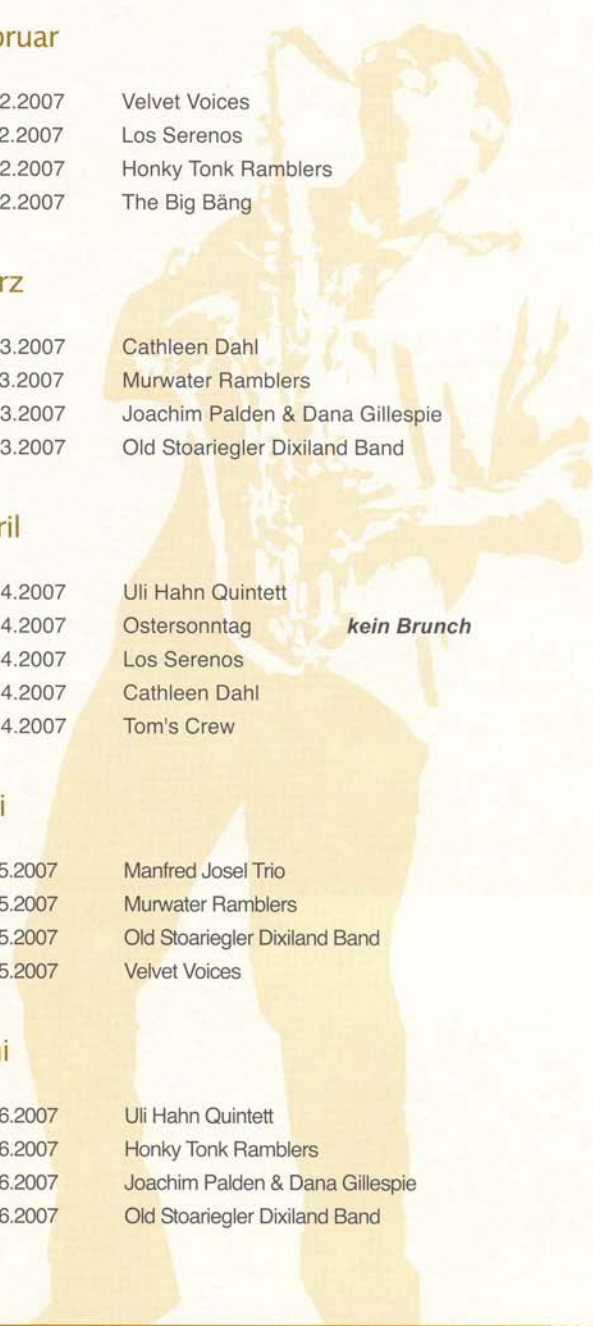 bruar
2.2007 Velvet Voices
2.2007 Los Serenos
2.2007 Honky Tonk Ramblers
2.2007 The Big Bäng
rz
3.2007 Cathleen Dahl
3.2007 Murwater Ramblers
3.2007 Joachim Palden & Dana Gillespie
3.2007 Old Stoariegler Dixiland Band
ril
4.2007 Uli Hahn Quintett
4.2007 Ostersonntag kein Brunch
4.2007 Los Serenos
4.2007 Cathleen Dahl
4.2007 Tom's Crew
i
5.2007 Manfred Josel Trio
5.2007 Murwater Ramblers
5.2007 Old Stoariegler Dixiland Band
5.2007 Velvet Voices
ni
6.2007 Uli Hahn Quintett
6.2007 Honky Tonk Ramblers
6.2007 Joachim Palden & Dana Gillespie
6.2007 Old Stoariegler Dixiland Band